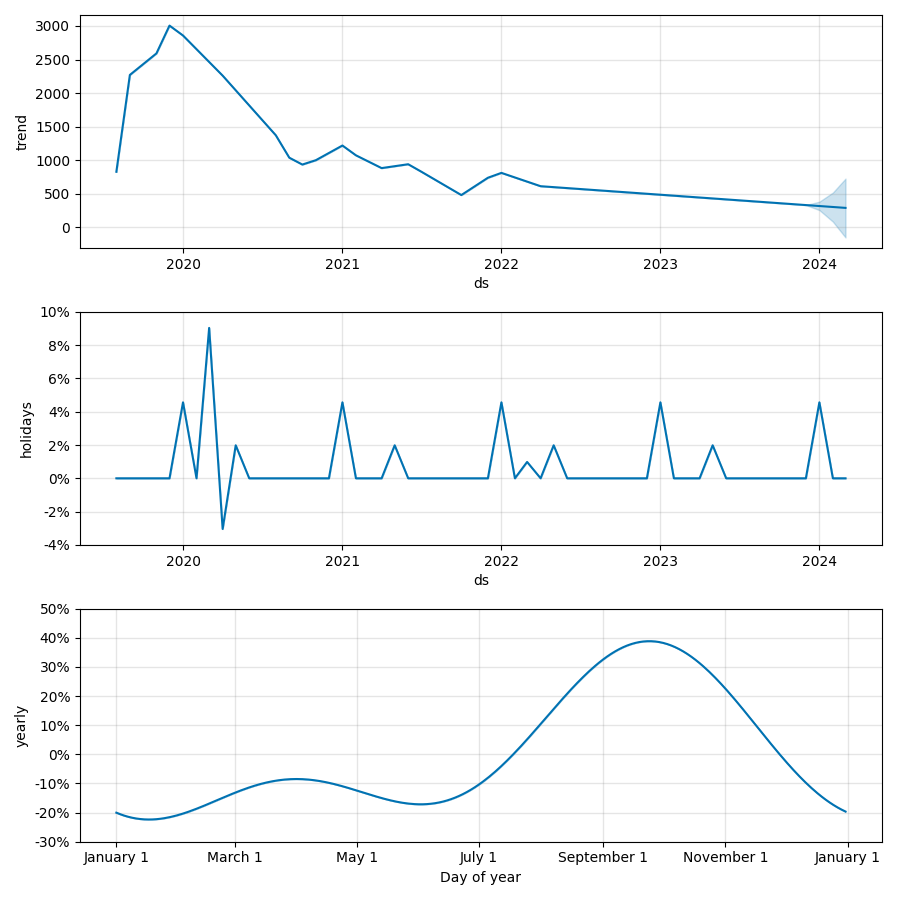 3000
2500
2000
1500
1000
500
0
trend
2020 2021 2022 2023 2024
ds
10%
8%
6%
4%
2%
0%
-2%
-4%
holidays
2020 2021 2022 2023 2024
ds
50%
40%
30%
20%
10%
0%
-10%
-20%
-30%
yearly
January 1 March 1 May 1 July 1 September 1 November 1 January 1
Day of year